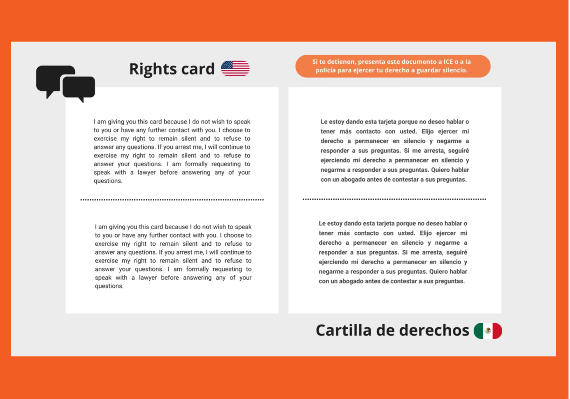 Rights card
Si te detienen, presenta este documento a ICE o a la
policía para ejercer tu derecho a guardar silencio.
I am giving you this card because I do not wish to speak
to you or have any further contact with you. I choose to
exercise my right to remain silent and to refuse to
answer any questions. If you arrest me, I will continue to
exercise my right to remain silent and to refuse to
answer your questions. I am formally requesting to
speak with a lawyer before answering any of your
questions.
I am giving you this card because I do not wish to speak
to you or have any further contact with you. I choose to
exercise my right to remain silent and to refuse to
answer any questions. If you arrest me, I will continue to
exercise my right to remain silent and to refuse to
answer your questions. I am formally requesting to
speak with a lawyer before answering any of your
questions.
Le estoy dando esta tarjeta porque no deseo hablar o
tener más contacto con usted. Elijo ejercer mi
derecho a permanecer en silencio y negarme a
responder a sus preguntas. Si me arresta, seguiré
ejerciendo mi derecho a permanecer en silencio y
negarme a responder a sus preguntas. Quiero hablar
con un abogado antes de contestar a sus preguntas.
Le estoy dando esta tarjeta porque no deseo hablar o
tener más contacto con usted. Elijo ejercer mi
derecho a permanecer en silencio y negarme a
responder a sus preguntas. Si me arresta, seguiré
ejerciendo mi derecho a permanecer en silencio y
negarme a responder a sus preguntas. Quiero hablar
con un abogado antes de contestar a sus preguntas.
Cartilla de derechos